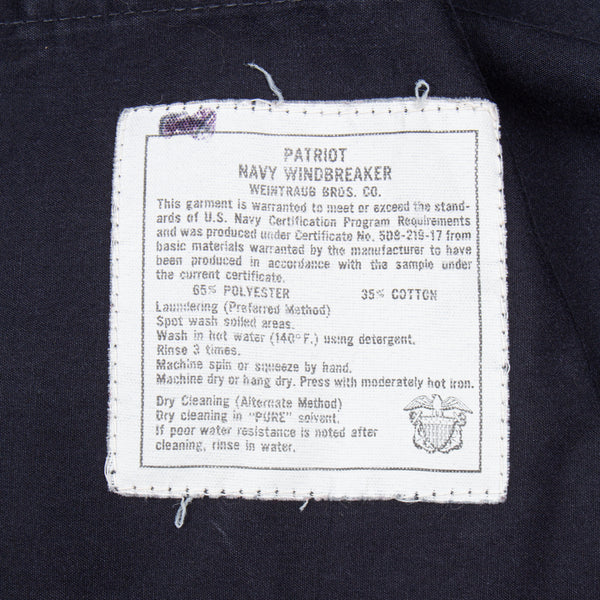 PATRIOT
NAVY WINDBREAKER
WEINTRAUB BROS. CO.
This garment is warranted to meet or exceed the stand-
ards of U.S. Navy Certification Program Requirements
and was produced under Certificate No. 508-219-17 from
basic materials warranted by the manufacturer to have
been produced in accordance with the sample under
the current certificate.
65% POLYESTER 35% COTTON
Laundering (Preferred Method)
Spot wash soiled areas.
Wash in hot water (140°F.) using detergent.
Rinse 3 times.
Machine spin or squeeze by hand.
Machine dry or hang dry. Press with moderately hot iron.
Dry Cleaning (Alternate Method)
Dry cleaning in "PURE" solvent.
If poor water resistance is noted after
cleaning, rinse in water.